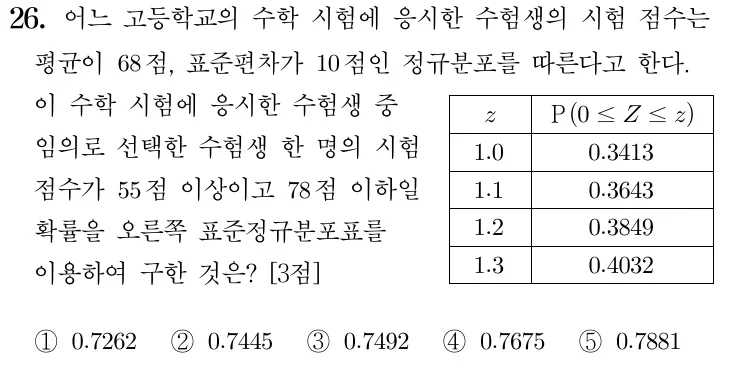 26. 어느 고등학교의 수학 시험에 응시한 수험생의 시험 점수는
평균이 68점, 표준편차가 10점인 정규분포를 따른다고 한다.
이 수학 시험에 응시한 수험생 중
임의로 선택한 수험생 한 명의 시험
점수가 55점 이상이고 78점 이하일
확률을 오른쪽 표준정규분포표를
이용하여 구한 것은? [3점]
z P(0 ≤ Z ≤ z)
1.0 0.3413
1.1 0.3643
1.2 0.3849
1.3 0.4032
① 0.7262 ② 0.7445 ③ 0.7492 ④ 0.7675 ⑤ 0.7881